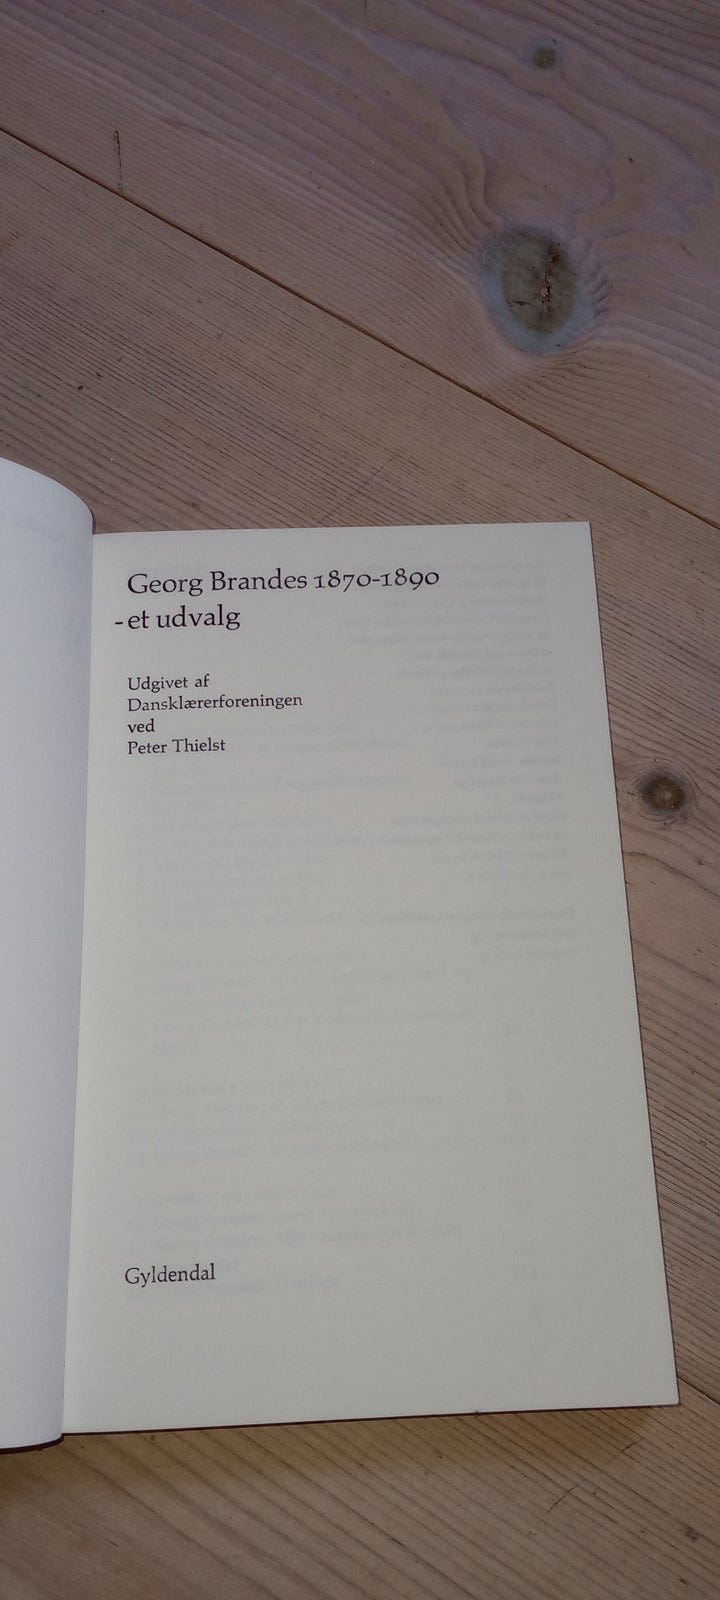 Georg Brandes 1870-1890
-et udvalg
Udgivet af
Dansklærerforeningen
ved
Peter Thielst
Gyldendal